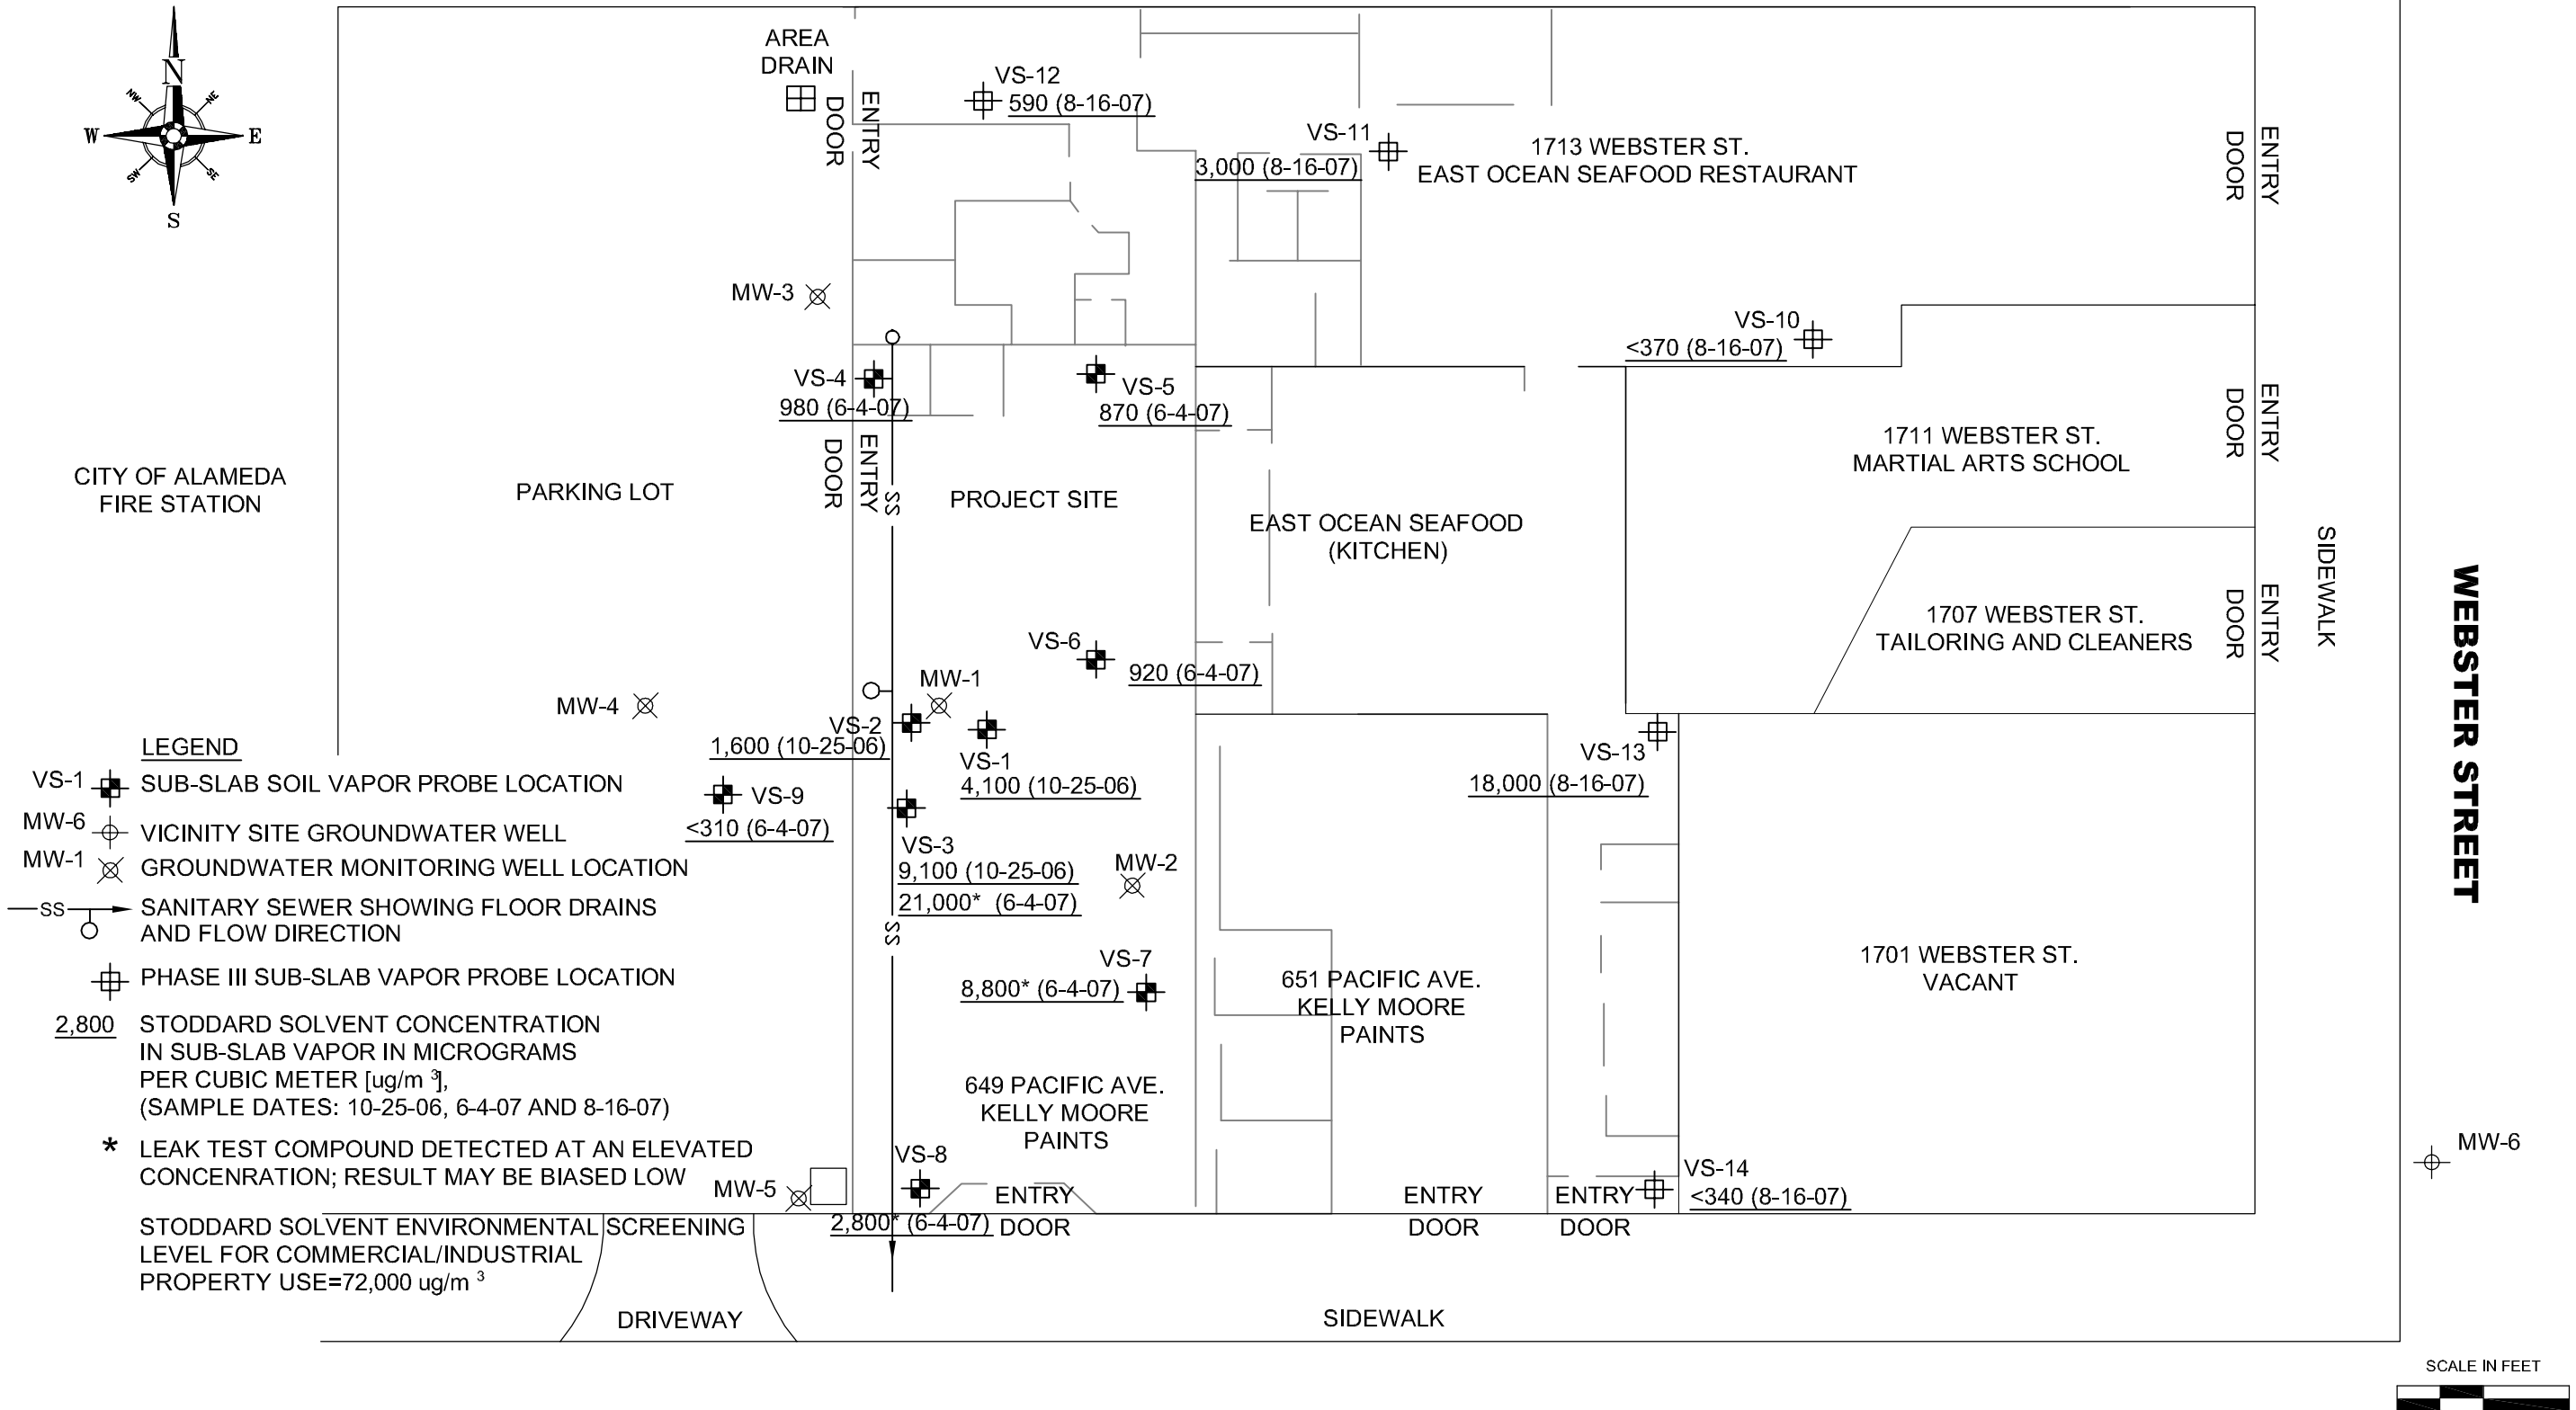 N
NW
NE
W
E
SW
SE
S
AREA
DRAIN
ENTRY
DOOR
VS-12
590 (8-16-07)
VS-11
3,000 (8-16-07)
1713 WEBSTER ST.
EAST OCEAN SEAFOOD RESTAURANT
ENTRY
DOOR
MW-3
VS-10
<370 (8-16-07)
VS-4
980 (6-4-07)
VS-5
870 (6-4-07)
ENTRY
DOOR
SS
ENTRY
DOOR
1711 WEBSTER ST.
MARTIAL ARTS SCHOOL
CITY OF ALAMEDA
FIRE STATION
PARKING LOT
PROJECT SITE
EAST OCEAN SEAFOOD
(KITCHEN)
SIDEWALK
WEBSTER STREET
1707 WEBSTER ST.
TAILORING AND CLEANERS
ENTRY
DOOR
VS-6
920 (6-4-07)
MW-4
MW-1
VS-2
1,600 (10-25-06)
VS-1
4,100 (10-25-06)
VS-13
18,000 (8-16-07)
VS-9
<310 (6-4-07)
VS-3
9,100 (10-25-06)
21,000* (6-4-07)
MW-2
SS
VS-7
8,800* (6-4-07)
651 PACIFIC AVE.
KELLY MOORE
PAINTS
1701 WEBSTER ST.
VACANT
649 PACIFIC AVE.
KELLY MOORE
PAINTS
VS-8
2,800* (6-4-07)
MW-5
ENTRY
DOOR
ENTRY
DOOR
ENTRY
DOOR
VS-14
<340 (8-16-07)
MW-6
DRIVEWAY
SIDEWALK
LEGEND
VS-1 SUB-SLAB SOIL VAPOR PROBE LOCATION
MW-6 VICINITY SITE GROUNDWATER WELL
MW-1 GROUNDWATER MONITORING WELL LOCATION
SS SANITARY SEWER SHOWING FLOOR DRAINS
AND FLOW DIRECTION
PHASE III SUB-SLAB VAPOR PROBE LOCATION
2,800 STODDARD SOLVENT CONCENTRATION
IN SUB-SLAB VAPOR IN MICROGRAMS
PER CUBIC METER [ug/m ³],
(SAMPLE DATES: 10-25-06, 6-4-07 AND 8-16-07)
* LEAK TEST COMPOUND DETECTED AT AN ELEVATED
CONCENRATION; RESULT MAY BE BIASED LOW
STODDARD SOLVENT ENVIRONMENTAL SCREENING
LEVEL FOR COMMERCIAL/INDUSTRIAL
PROPERTY USE=72,000 ug/m ³
SCALE IN FEET